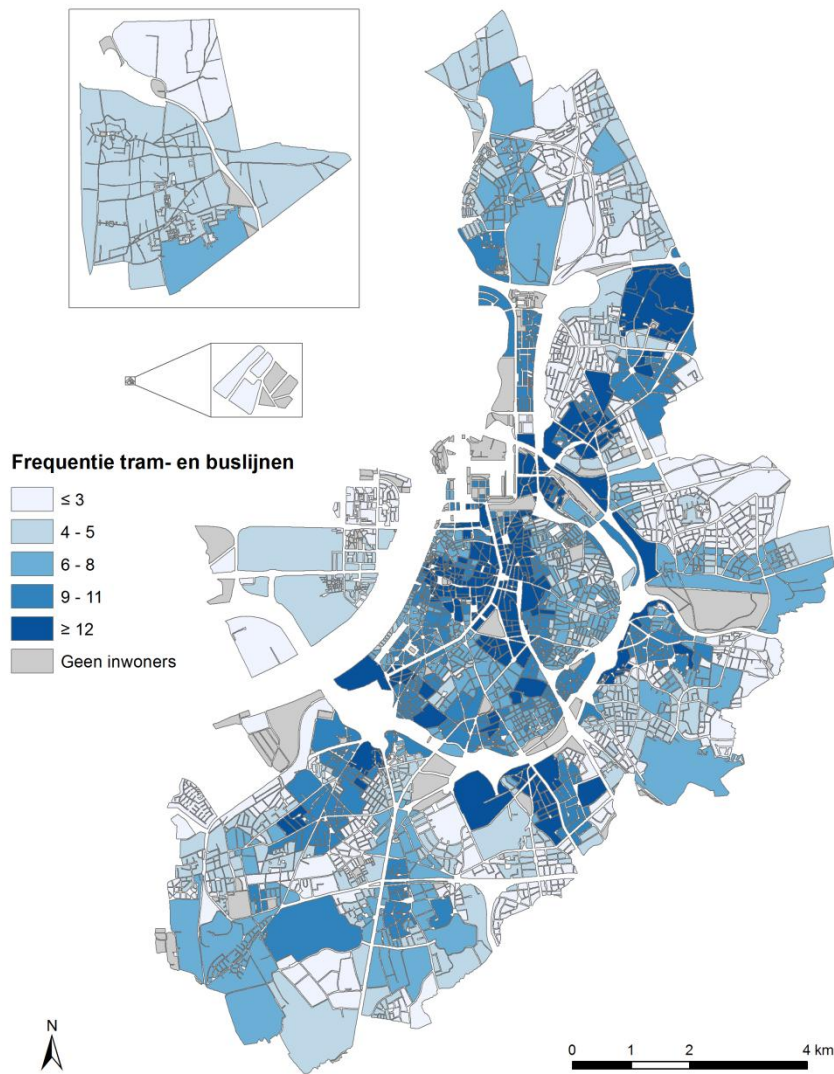 Frequentie tram- en buslijnen
≤ 3
4 - 5
6 - 8
9 - 11
≥ 12
Geen inwoners
N
0 1 2 4 km